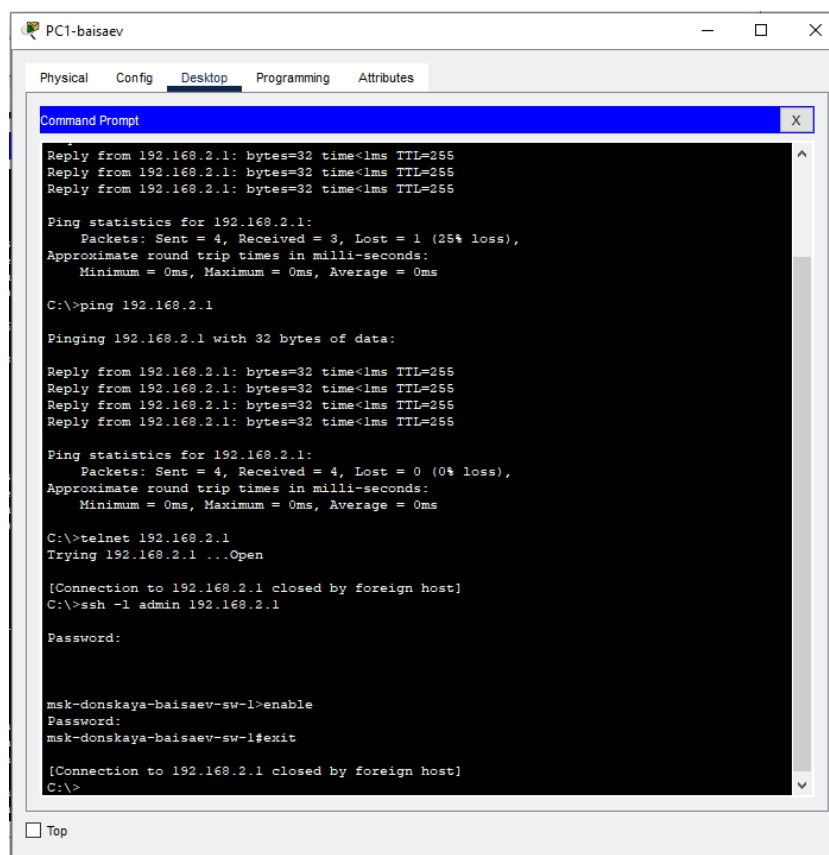 PC1-baisaev
Physical Config Desktop Programming Attributes
Command Prompt X
Reply from 192.168.2.1: bytes=32 time<1ms TTL=255
Reply from 192.168.2.1: bytes=32 time<1ms TTL=255
Reply from 192.168.2.1: bytes=32 time<1ms TTL=255
Ping statistics for 192.168.2.1:
Packets: Sent = 4, Received = 3, Lost = 1 (25% loss),
Approximate round trip times in milli-seconds:
Minimum = 0ms, Maximum = 0ms, Average = 0ms
C:\>ping 192.168.2.1
Pinging 192.168.2.1 with 32 bytes of data:
Reply from 192.168.2.1: bytes=32 time<1ms TTL=255
Reply from 192.168.2.1: bytes=32 time<1ms TTL=255
Reply from 192.168.2.1: bytes=32 time<1ms TTL=255
Reply from 192.168.2.1: bytes=32 time<1ms TTL=255
Ping statistics for 192.168.2.1:
Packets: Sent = 4, Received = 4, Lost = 0 (0% loss),
Approximate round trip times in milli-seconds:
Minimum = 0ms, Maximum = 0ms, Average = 0ms
C:\>telnet 192.168.2.1
Trying 192.168.2.1 ...Open
[Connection to 192.168.2.1 closed by foreign host]
C:\>ssh -l admin 192.168.2.1
Password:
msk-donskaya-baisaev-sw-1>enable
Password:
msk-donskaya-baisaev-sw-1#exit
[Connection to 192.168.2.1 closed by foreign host]
C:\>
Top